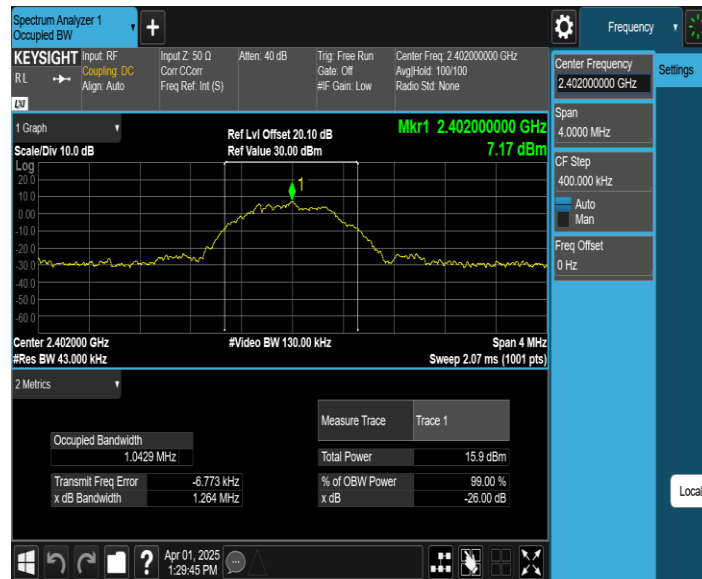 Spectrum Analyzer 1
Occupied BW
+
Frequency
KEYSIGHT
RL
LXI
Input: RF
Coupling: DC
Align: Auto
Input Z: 50 Ω
Corr CCorr
Freq Ref: Int (S)
Atten: 40 dB
Trig: Free Run
Gate: Off
#IF Gain: Low
Center Freq: 2.402000000 GHz
Avg|Hold: 100/100
Radio Std: None
Center Frequency
2.402000000 GHz
Settings
Span
4.0000 MHz
CF Step
400.000 kHz
Auto
Man
Freq Offset
0 Hz
Local
1 Graph
Scale/Div 10.0 dB
Ref Lvl Offset 20.10 dB
Ref Value 30.00 dBm
Mkr1 2.402000000 GHz
7.17 dBm
Log
20.0
10.0
0.00
-10.0
-20.0
-30.0
-40.0
-50.0
-60.0
1
Center 2.402000 GHz
#Res BW 43.000 kHz
#Video BW 130.00 kHz
Span 4 MHz
Sweep 2.07 ms (1001 pts)
2 Metrics
Measure Trace
Trace 1
Occupied Bandwidth
1.0429 MHz
Total Power
15.9 dBm
Transmit Freq Error
-6.773 kHz
% of OBW Power
99.00 %
x dB Bandwidth
1.264 MHz
x dB
-26.00 dB
?
Apr 01, 2025
1:29:45 PM